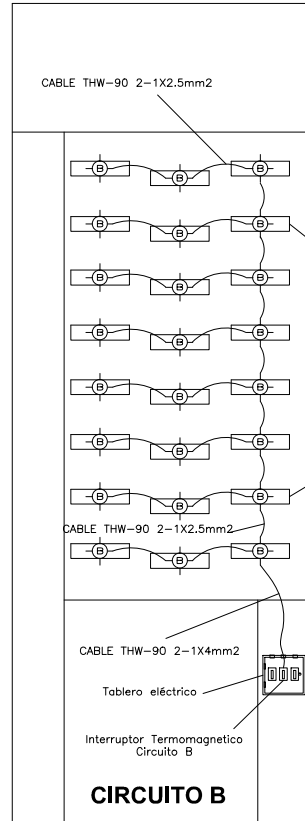 CABLE THW-90 2-1X2.5mm2
B B B
B B B
B B B
B B B
B B B
B B B
B B B
CABLE THW-90 2-1X2.5mm2
B B B
CABLE THW-90 2-1X4mm2
Tablero eléctrico
Interruptor Termomagnetico
Circuito B
CIRCUITO B